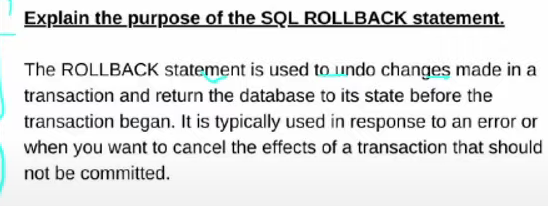 Explain the purpose of the SQL ROLLBACK statement.
The ROLLBACK statement is used to undo changes made in a
transaction and return the database to its state before the
transaction began. It is typically used in response to an error or
when you want to cancel the effects of a transaction that should
not be committed.